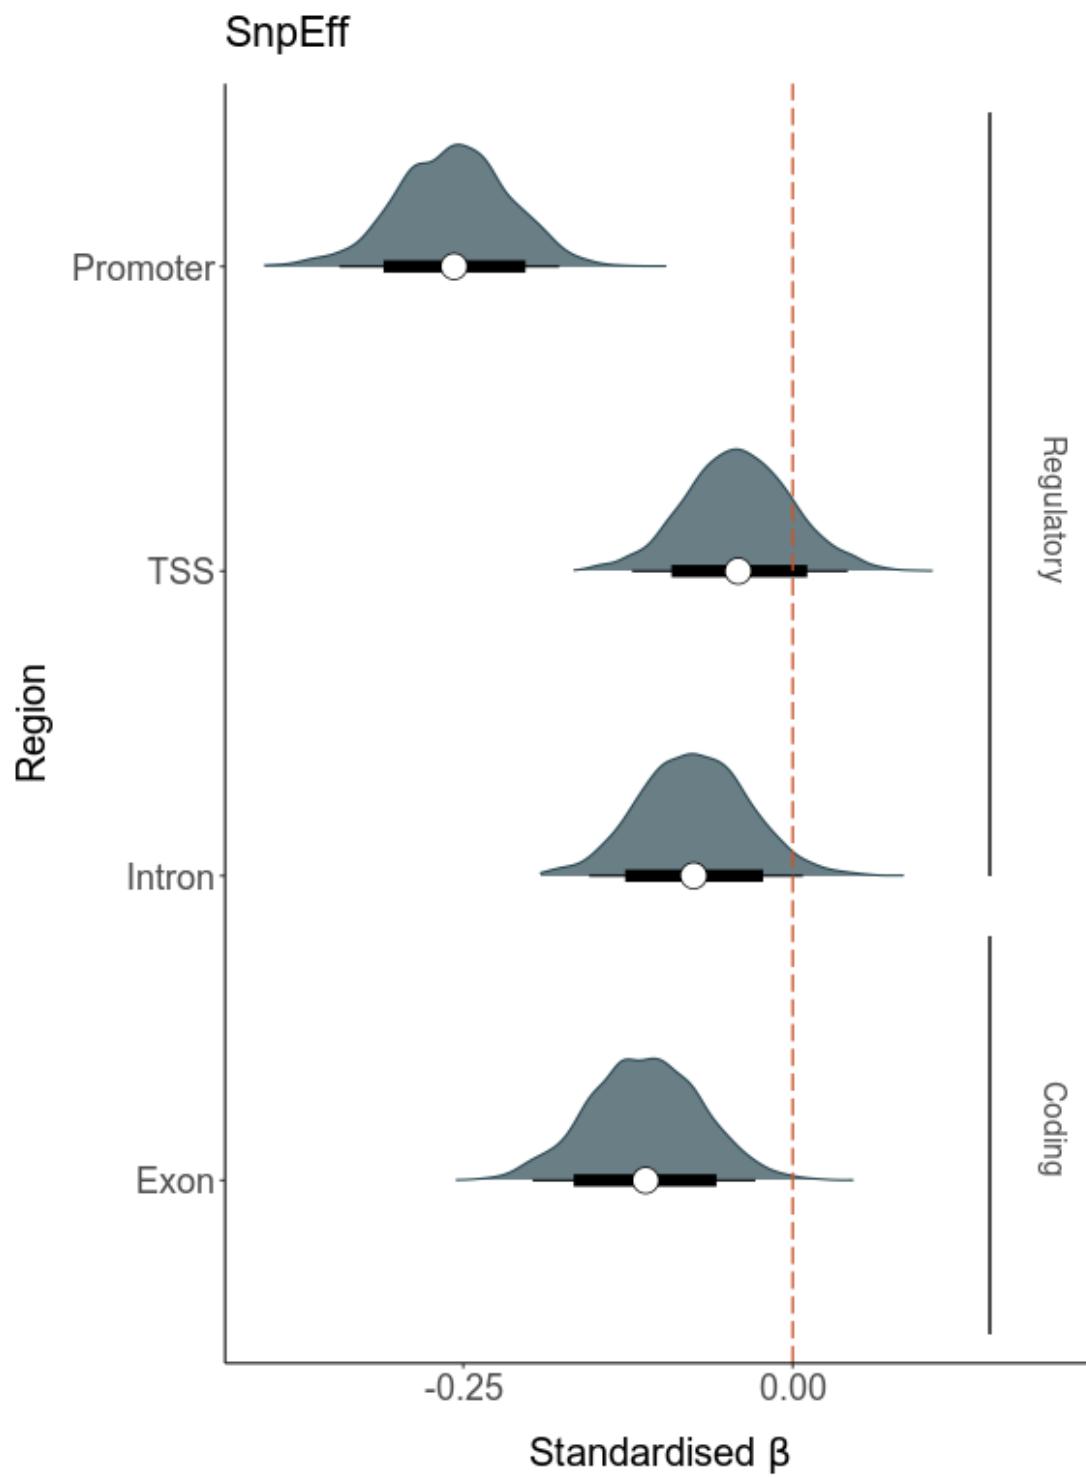 SnpEff
Promoter
TSS
Intron
Exon
Region
Regulatory
Coding
-0.25
0.00
Standardised β